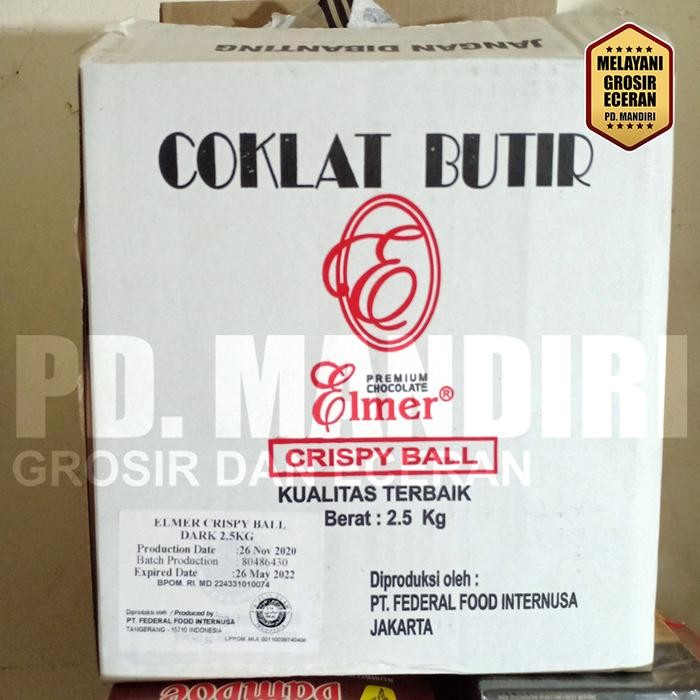 JANGAN DIBANTING
MELAYANI
GROSIR
ECERAN
PD. MANDIRI
COKLAT BUTIR
E
PREMIUM
CHOCOLATE
Elmer®
PD. MANDIRI
GROSIR DAN ECERAN
CRISPY BALL
KUALITAS TERBAIK
Berat : 2.5 Kg
ELMER CRISPY BALL
DARK 2,5KG
Production Date : 26 Nov 2020
Batch Production : 80486430
Expired Date : 26 May 2022
BPOM. RI. MD 224331010074
Diproduksi oleh / Produced by :
PT. FEDERAL FOOD INTERNUSA
TANGERANG - 15710 INDONESIA
LPPOM. MUI. 00110039740406
Diproduksi oleh :
PT. FEDERAL FOOD INTERNUSA
JAKARTA